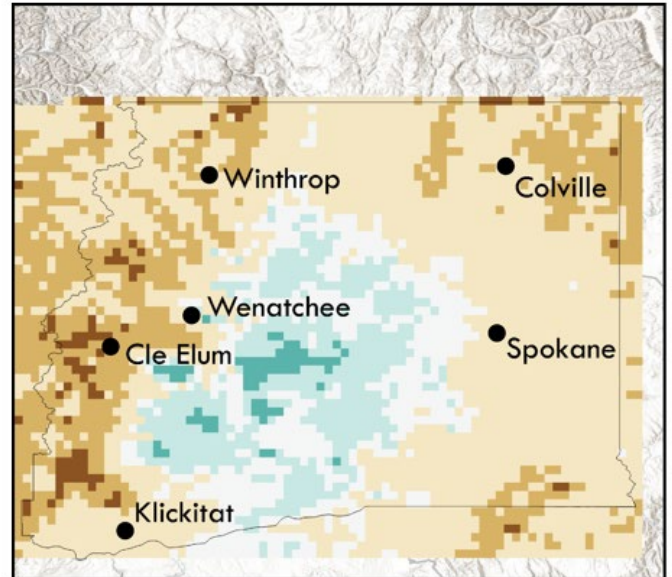 Winthrop
Colville
Wenatchee
Spokane
Cle Elum
Klickitat